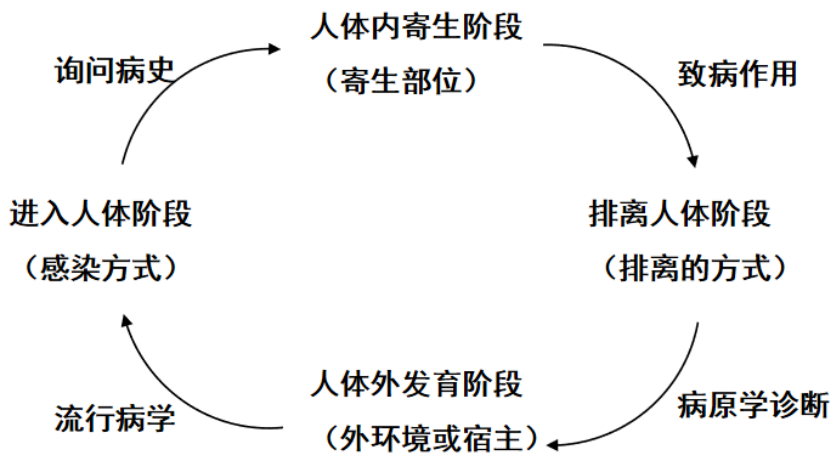 人体内寄生阶段
（寄生部位）
询问病史
致病作用
进入人体阶段
（感染方式）
排离人体阶段
（排离的方式）
人体外发育阶段
（外环境或宿主）
流行病学
病原学诊断